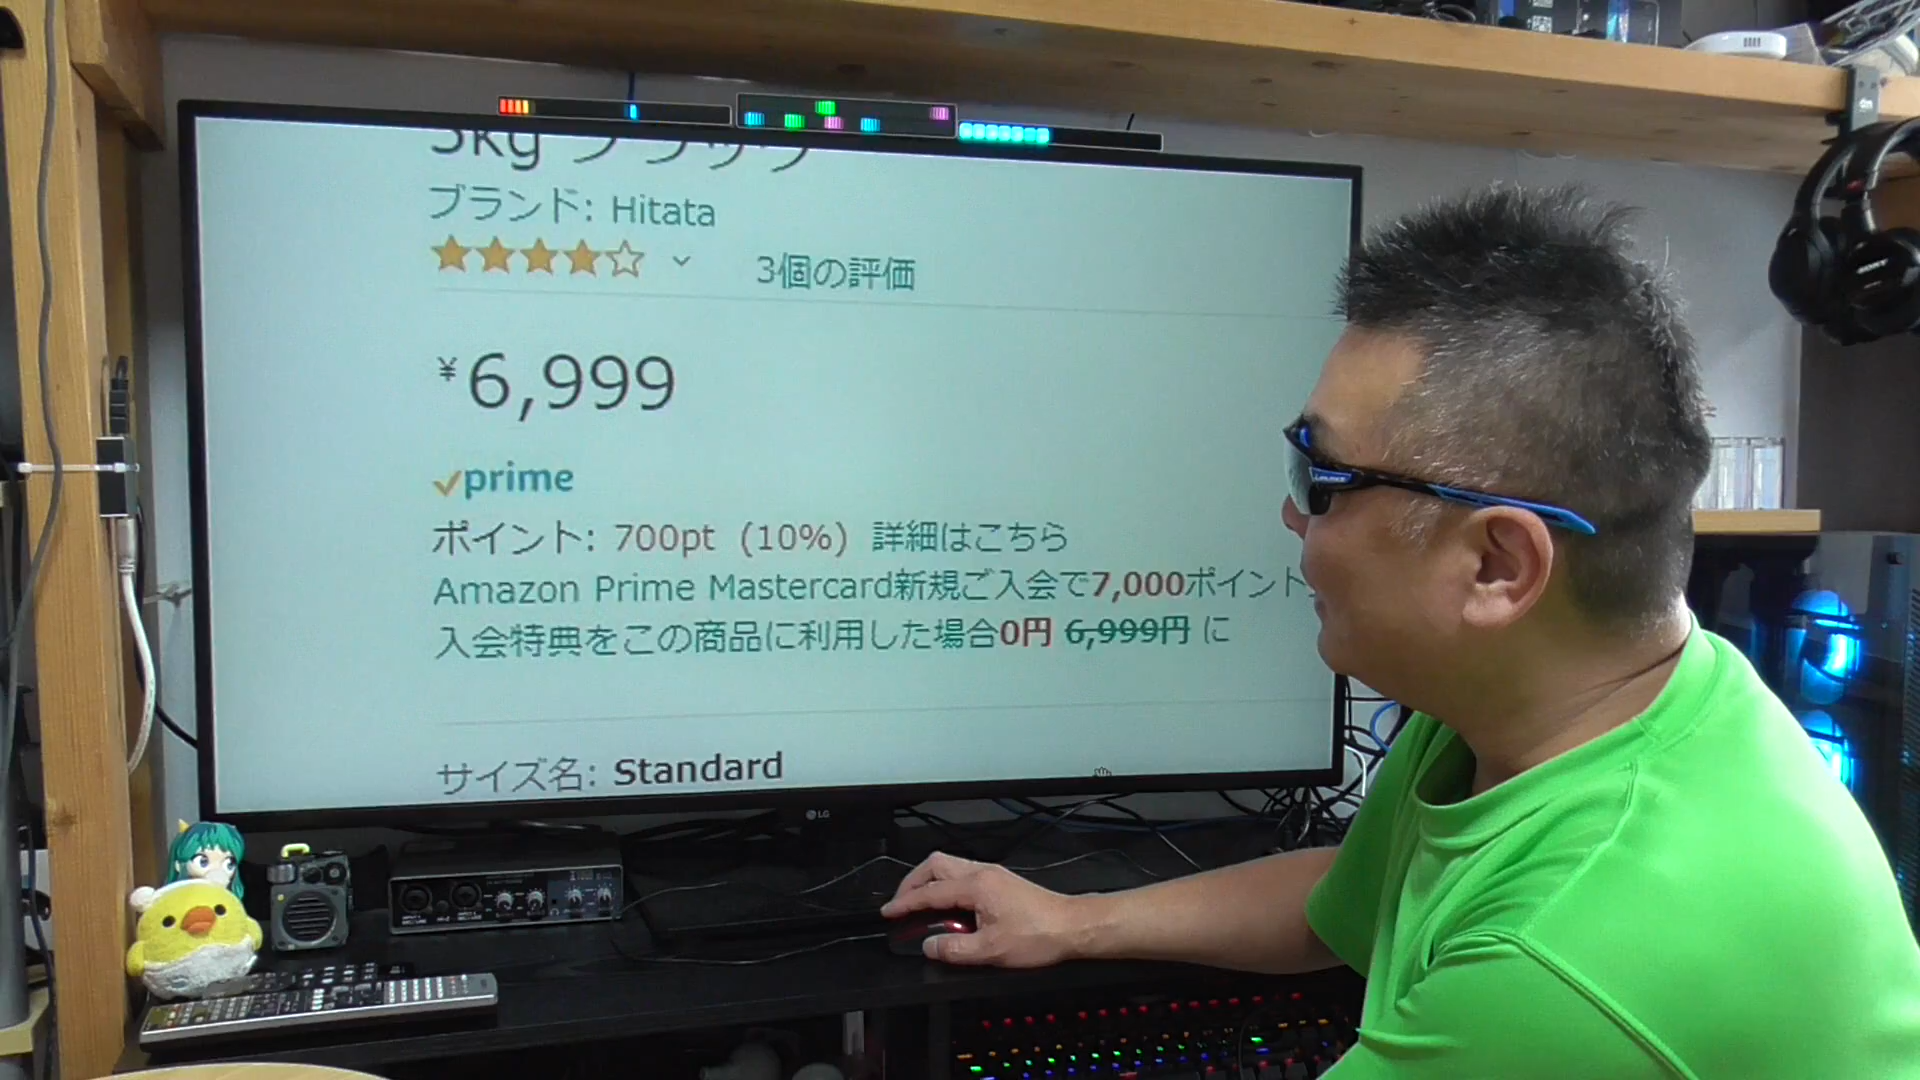 ブランド: Hitata
3個の評価
¥6,999
prime
ポイント: 700pt (10%) 詳細はこちら
Amazon Prime Mastercard新規ご入会で7,000ポイント
入会特典をこの商品に利用した場合0円 6,999円 に
サイズ名: Standard
LG
SONY